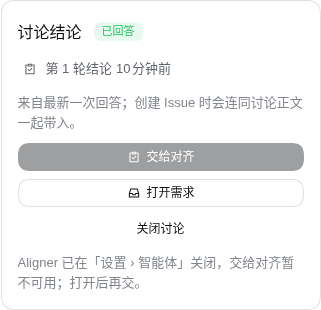 讨论结论 已回答
第 1 轮结论 10分钟前
来自最新一次回答；创建 Issue 时会连同讨论正文
一起带入。
交给对齐
打开需求
关闭讨论
Aligner 已在「设置 › 智能体」关闭，交给对齐暂
不可用；打开后再交。